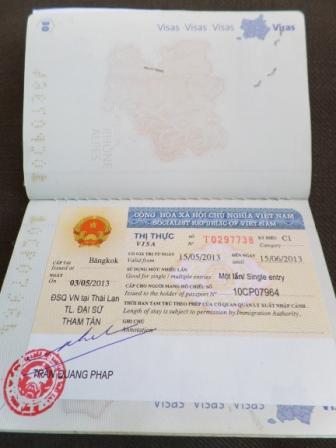 Visas Visas Visas Visas
CỘNG HÒA XÃ HỘI CHỦ NGHĨA VIỆT NAM
SOCIALIST REPUBLIC OF VIET NAM
THỊ THỰC SỐ T0297738 KÝ HIỆU C1
VISA N° Category
CẤP TẠI Bangkok CÓ GIÁ TRỊ TỪ NGÀY 15/05/2013 ĐẾN NGÀY 15/06/2013
Issued at Valid from until
NGÀY 03/05/2013 SỬ DỤNG MỘT/NHIỀU LẦN Một lần/ Single entry
On Good for single / multiple entries
ĐSQ VN tại Thái Lan CẤP CHO NGƯỜI MANG HỘ CHIẾU SỐ 10CP07964
Issued to the holder of passport N°
TL. ĐẠI SỨ THỜI HẠN TẠM TRÚ THEO PHÉP CỦA CƠ QUAN QUẢN LÝ XUẤT NHẬP CẢNH.
THAM TÁN Length of stay is subject to permission by Immigration Authority.
GHI CHÚ
Annotation
TRẦN QUANG PHÁP
Visas Visas Visas